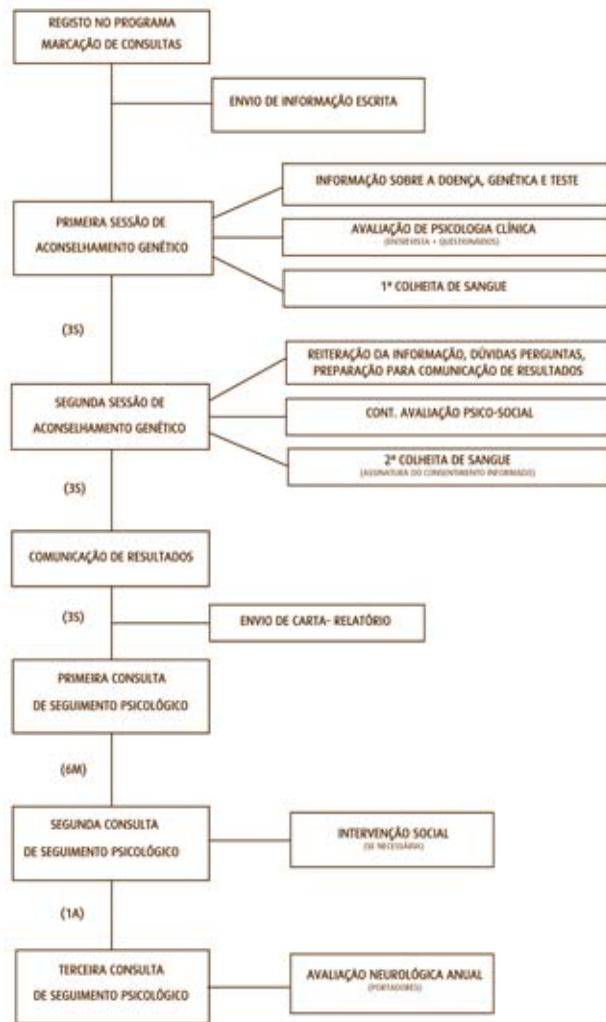 REGISTO NO PROGRAMA
MARCAÇÃO DE CONSULTAS
ENVIO DE INFORMAÇÃO ESCRITA
INFORMAÇÃO SOBRE A DOENÇA, GENÉTICA E TESTE
PRIMEIRA SESSÃO DE
ACONSELHAMENTO GENÉTICO
AVALIAÇÃO DE PSICOLOGIA CLÍNICA
(ENTREVISTA + QUESTIONÁRIOS)
1ª COLHEITA DE SANGUE
(3S)
REITERAÇÃO DA INFORMAÇÃO, DÚVIDAS PERGUNTAS,
PREPARAÇÃO PARA COMUNICAÇÃO DE RESULTADOS
SEGUNDA SESSÃO DE
ACONSELHAMENTO GENÉTICO
CONT. AVALIAÇÃO PSICO-SOCIAL
2ª COLHEITA DE SANGUE
(ASSINATURA DO CONSENTIMENTO INFORMADO)
(3S)
COMUNICAÇÃO DE RESULTADOS
(3S)
ENVIO DE CARTA- RELATÓRIO
PRIMEIRA CONSULTA
DE SEGUIMENTO PSICOLÓGICO
(6M)
SEGUNDA CONSULTA
DE SEGUIMENTO PSICOLÓGICO
INTERVENÇÃO SOCIAL
(SE NECESSÁRIA)
(1A)
TERCEIRA CONSULTA
DE SEGUIMENTO PSICOLÓGICO
AVALIAÇÃO NEUROLÓGICA ANUAL
(PORTADORES)